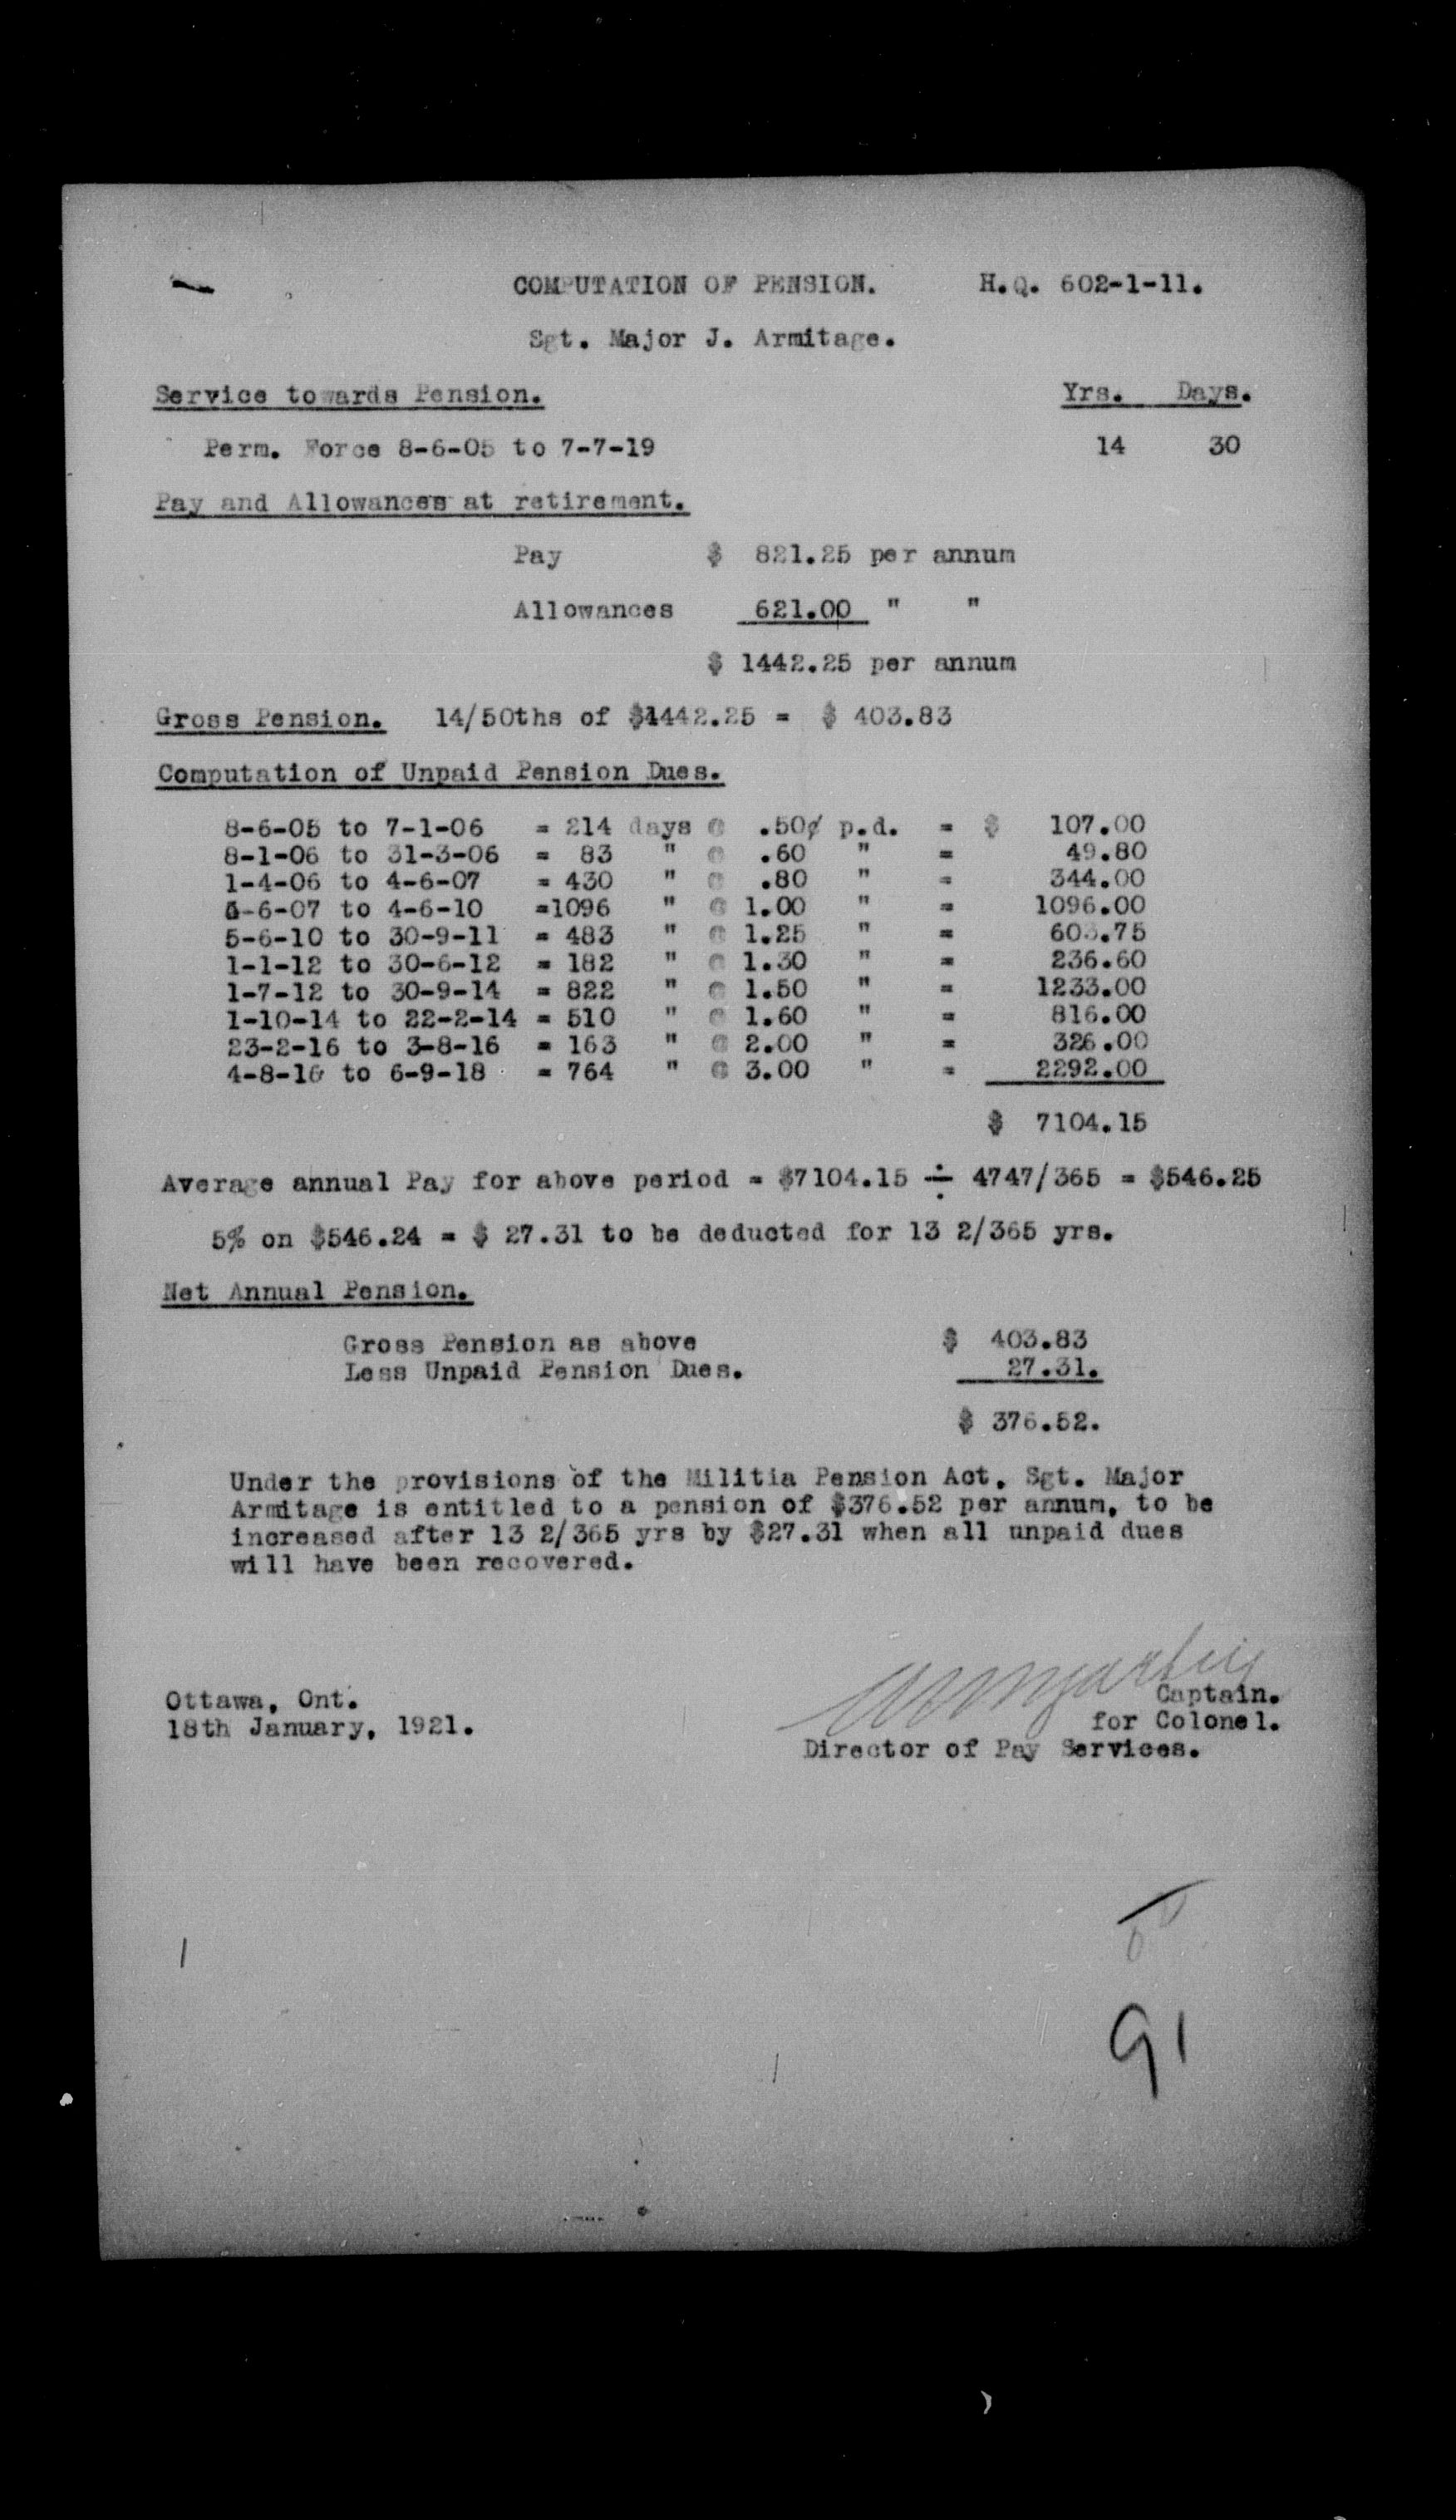 COMPUTATION OF PENSION. H.Q. 602-1-11.
Sgt. Major J. Armitage.
Service towards Pension. Yrs. Days.
Perm. Force 8-6-05 to 7-7-19 14 30
Pay and Allowances at retirement.
Pay $ 821.25 per annum
Allowances 621.00 " "
$ 1442.25 per annum
Gross Pension. 14/50ths of $1442.25 = $ 403.83
Computation of Unpaid Pension Dues.
8-6-05 to 7-1-06 = 214 days @ .50¢ p.d. = $ 107.00
8-1-06 to 31-3-06 = 83 " @ .60 " = 49.80
1-4-06 to 4-6-07 = 430 " @ .80 " = 344.00
5-6-07 to 4-6-10 =1096 " @ 1.00 " = 1096.00
5-6-10 to 30-9-11 = 483 " @ 1.25 " = 603.75
1-1-12 to 30-6-12 = 182 " @ 1.30 " = 236.60
1-7-12 to 30-9-14 = 822 " @ 1.50 " = 1233.00
1-10-14 to 22-2-14 = 510 " @ 1.60 " = 816.00
23-2-16 to 3-8-16 = 163 " @ 2.00 " = 326.00
4-8-16 to 6-9-18 = 764 " @ 3.00 " = 2292.00
$ 7104.15
Average annual Pay for above period = $7104.15 ÷ 4747/365 = $546.25
5% on $546.24 = $ 27.31 to be deducted for 13 2/365 yrs.
Net Annual Pension.
Gross Pension as above $ 403.83
Less Unpaid Pension Dues. 27.31.
$ 376.52.
Under the provisions of the Militia Pension Act, Sgt. Major
Armitage is entitled to a pension of $376.52 per annum, to be
increased after 13 2/365 yrs by $27.31 when all unpaid dues
will have been recovered.
Ottawa, Ont. Captain.
18th January, 1921. for Colonel.
Director of Pay Services.
91